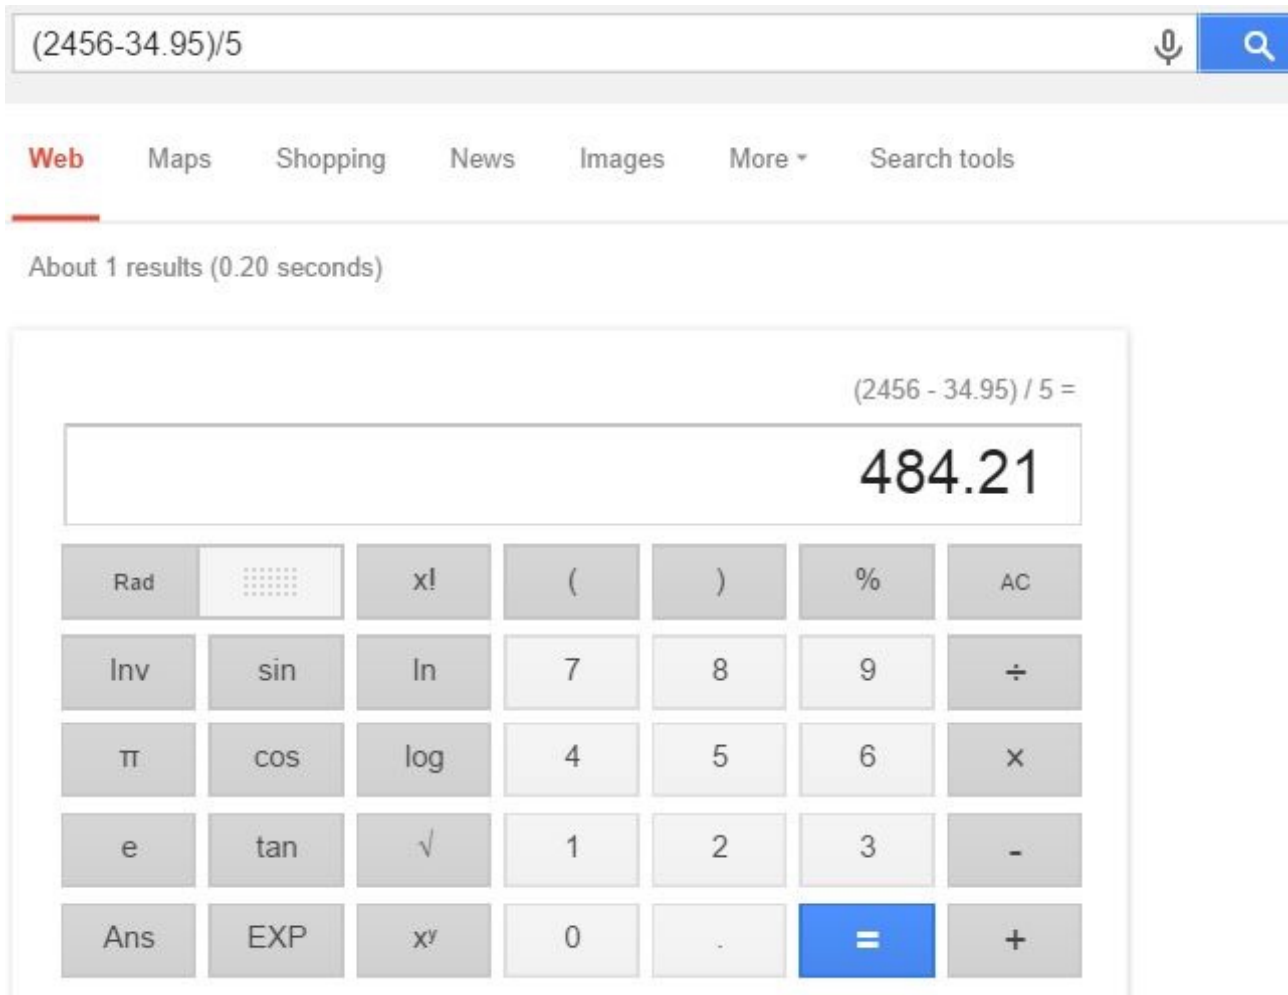 (2456-34.95)/5
Web Maps Shopping News Images More Search tools
About 1 results (0.20 seconds)
(2456 - 34.95) / 5 =
484.21
Rad x! ( ) % AC
Inv sin ln 7 8 9 ÷
π cos log 4 5 6 ×
e tan √ 1 2 3 -
Ans EXP xʸ 0 . = +